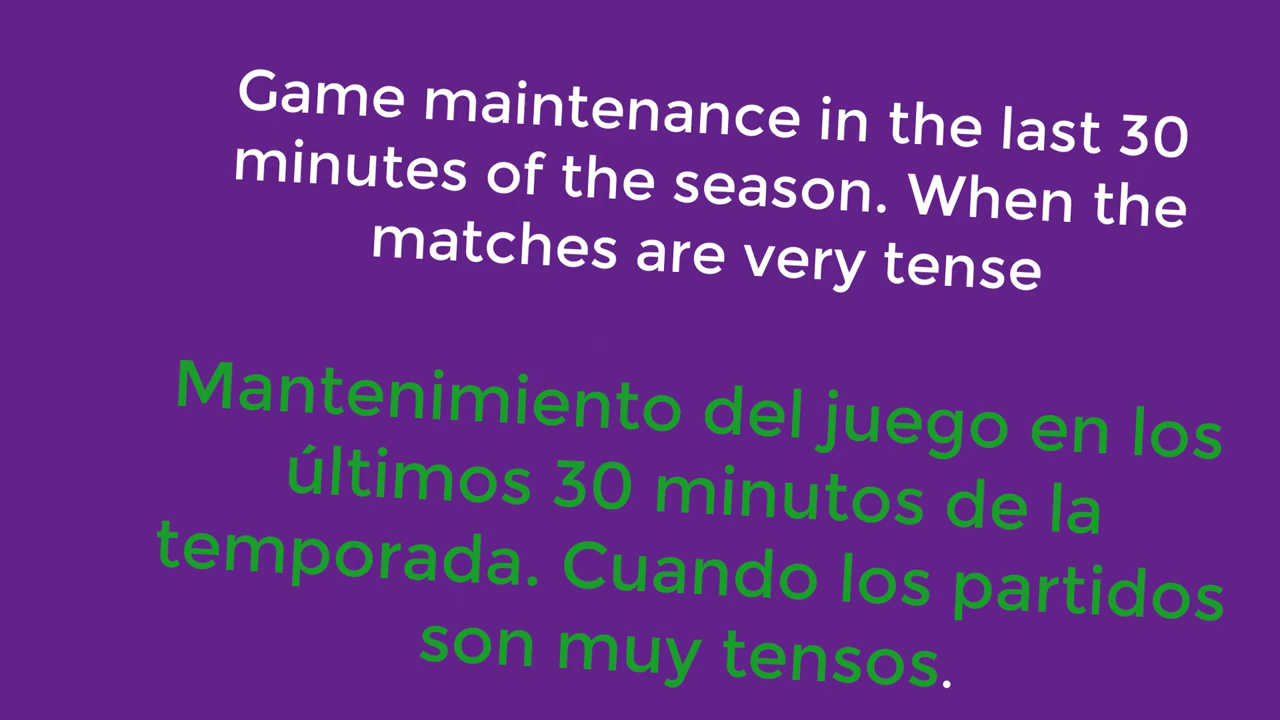 Game maintenance in the last 30
minutes of the season. When the
matches are very tense
Mantenimiento del juego en los
últimos 30 minutos de la
temporada. Cuando los partidos
son muy tensos.